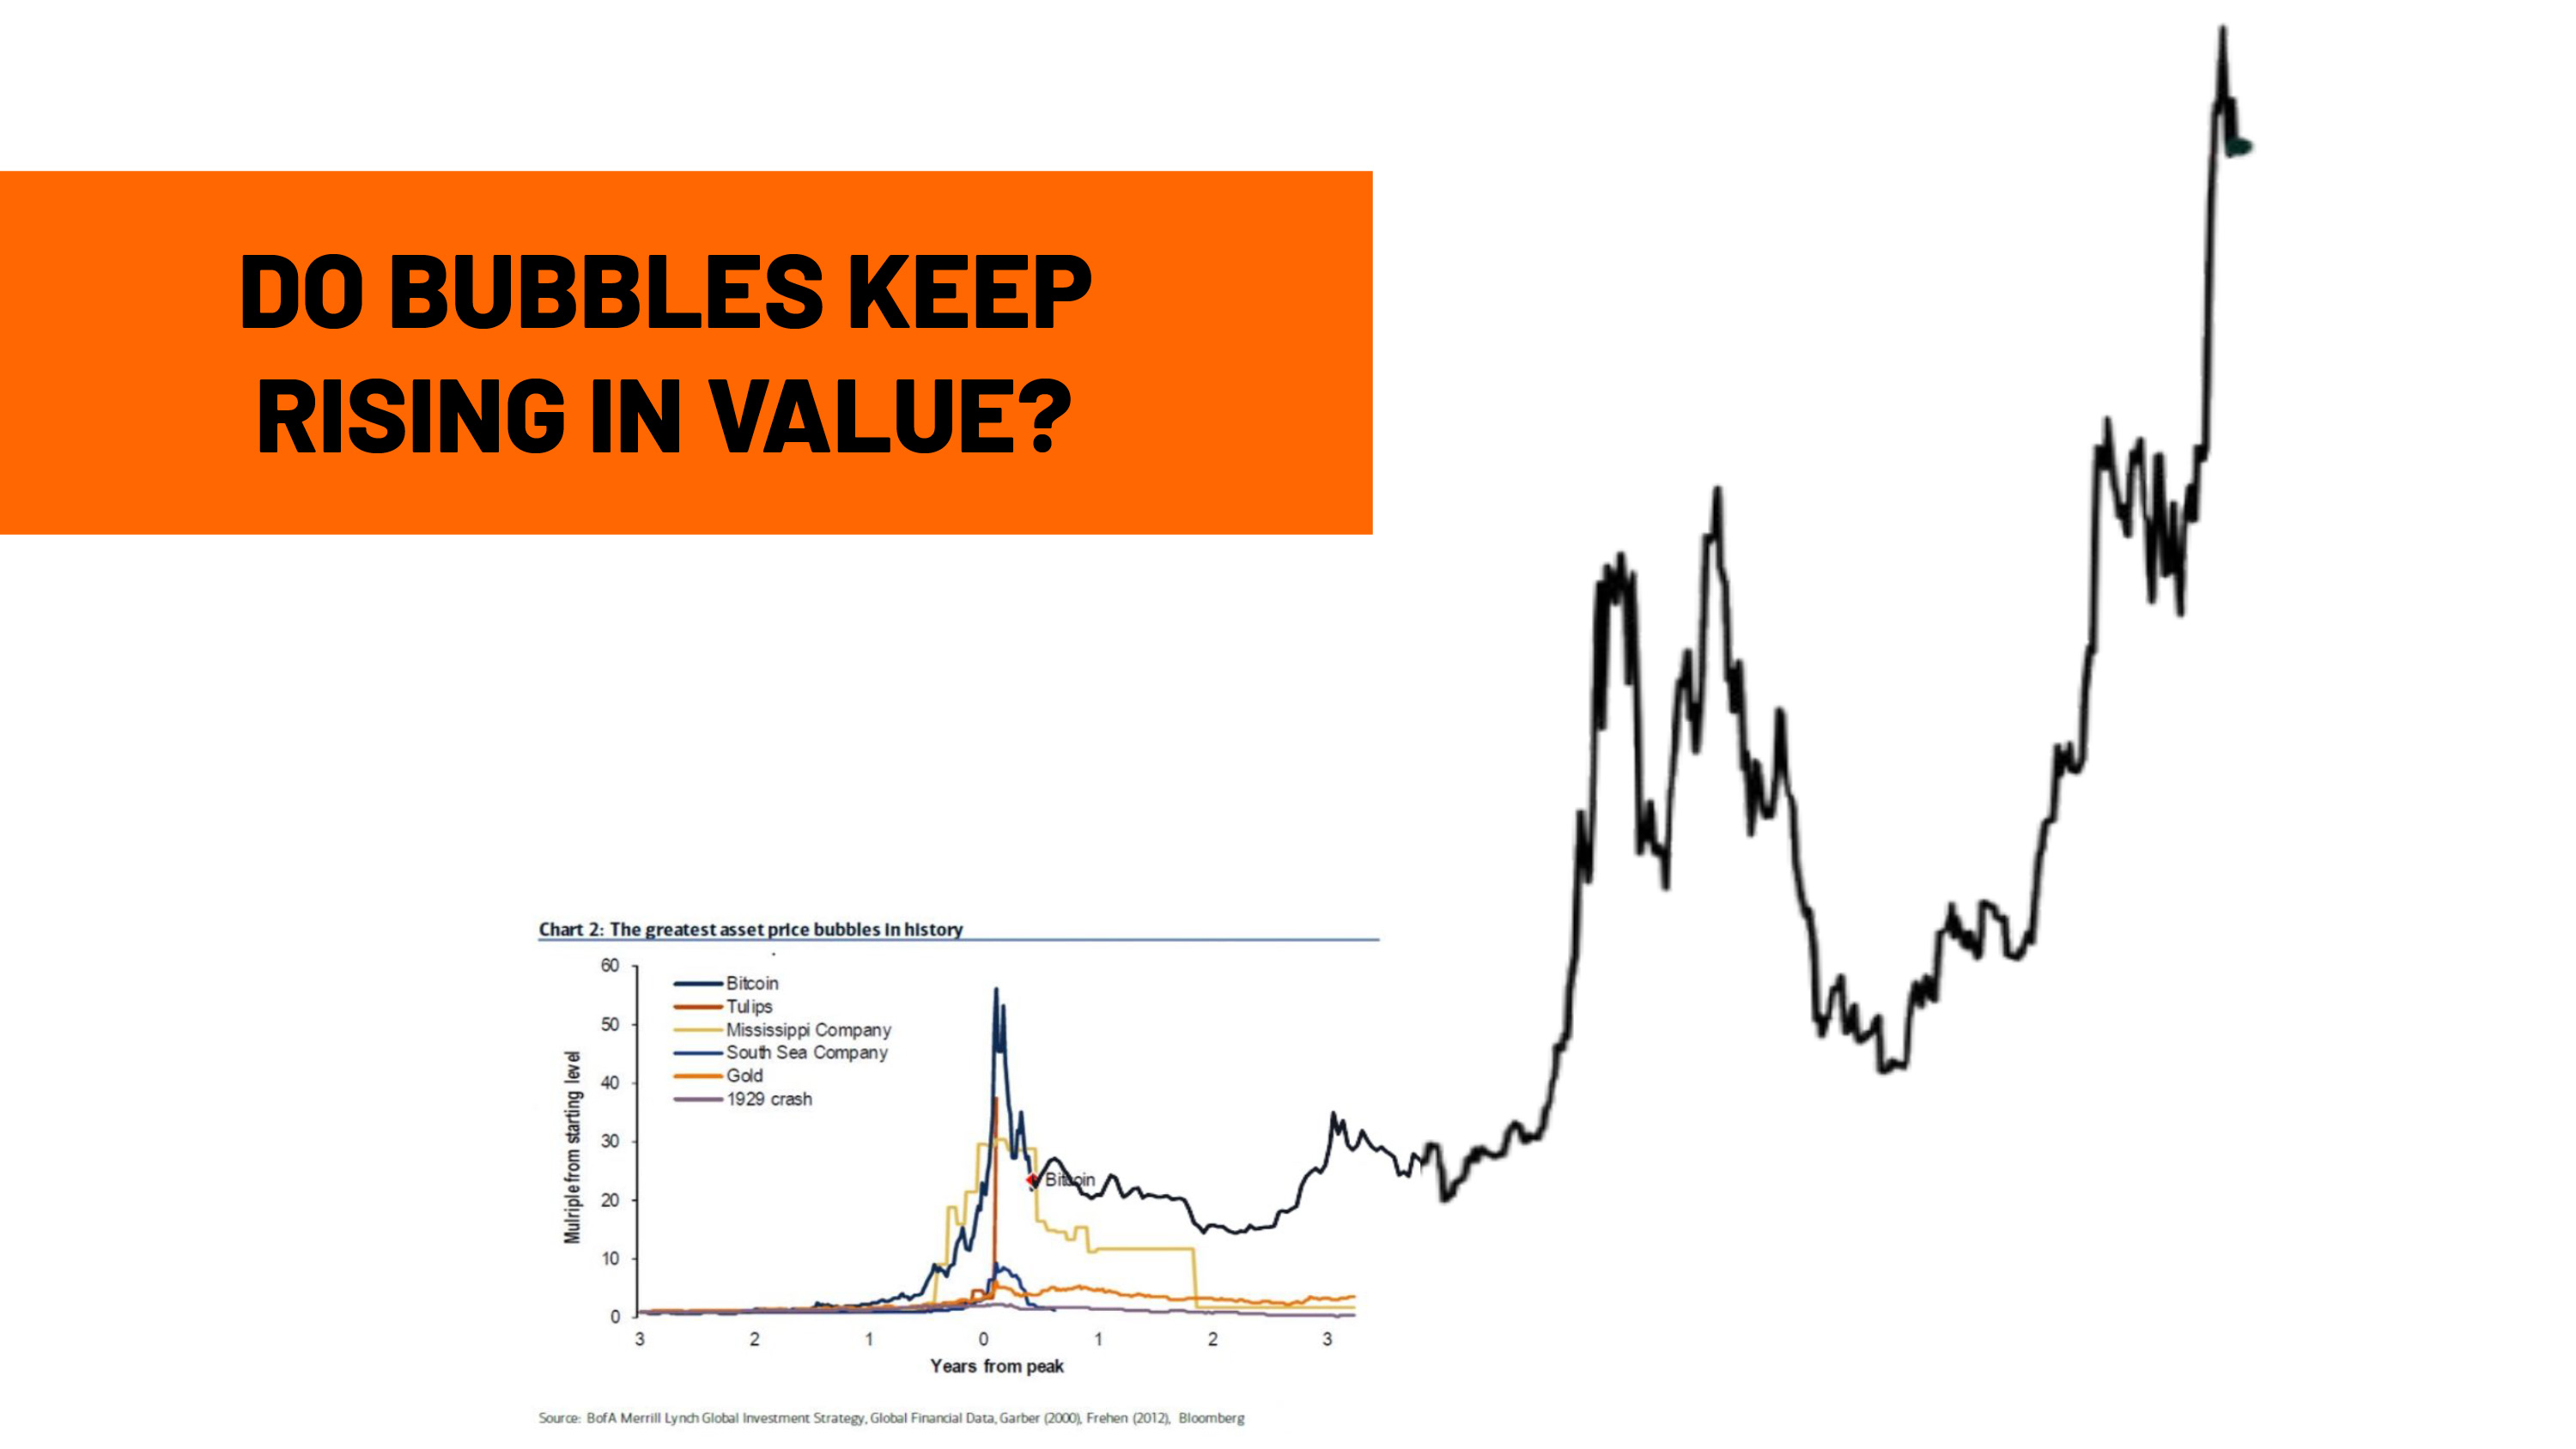 DO BUBBLES KEEP
RISING IN VALUE?
Chart 2: The greatest asset price bubbles in history
60
50
40
30
20
10
0
Mulriple from starting level
Bitcoin
Tulips
Mississippi Company
South Sea Company
Gold
1929 crash
Bitcoin
3 2 1 0 1 2 3
Years from peak
Source: BofA Merrill Lynch Global Investment Strategy, Global Financial Data, Garber (2000), Frehen (2012), Bloomberg